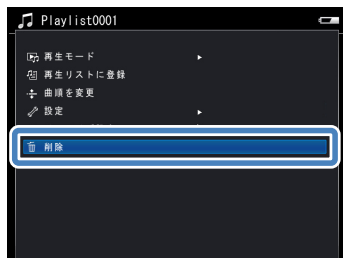 Playlist0001
再生モード
再生リストに登録
曲順を変更
設定
削除